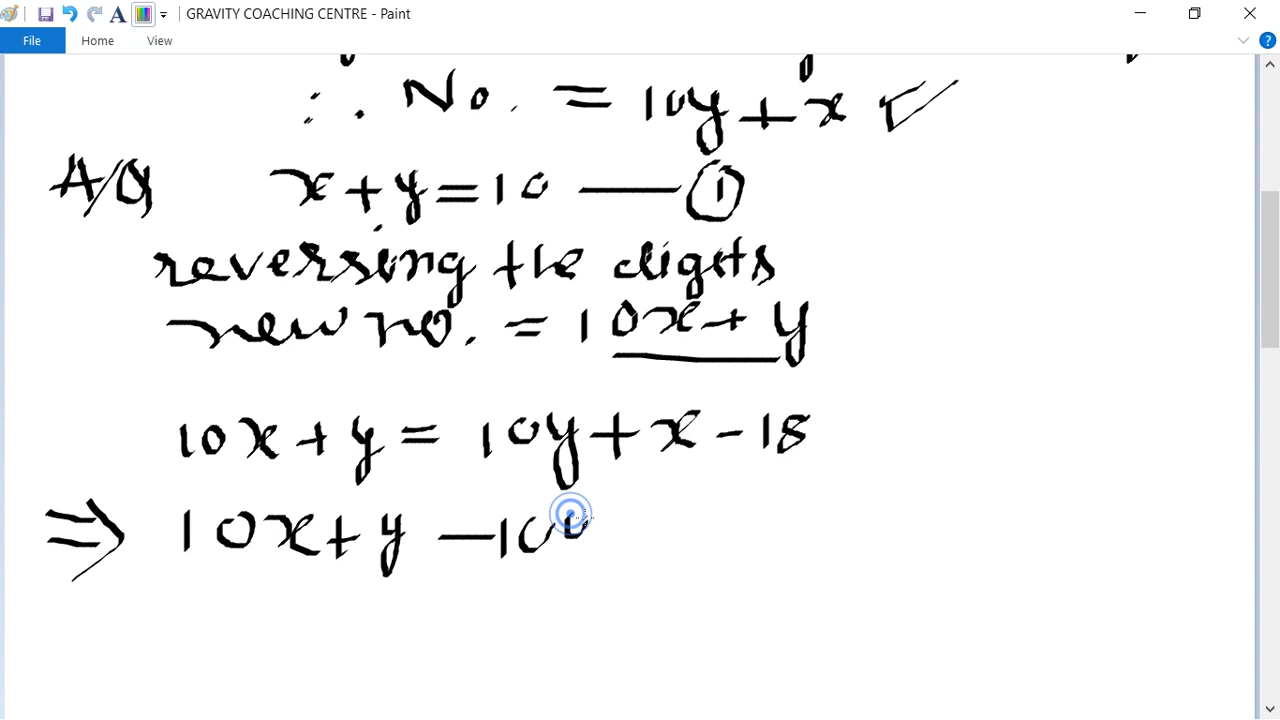 GRAVITY COACHING CENTRE - Paint
File Home View
∴ No. = 10y + x
A/Q x + y = 10 — ①
reversing the digits
new no. = 10x + y
10x + y = 10y + x - 18
⇒ 10x + y - 10